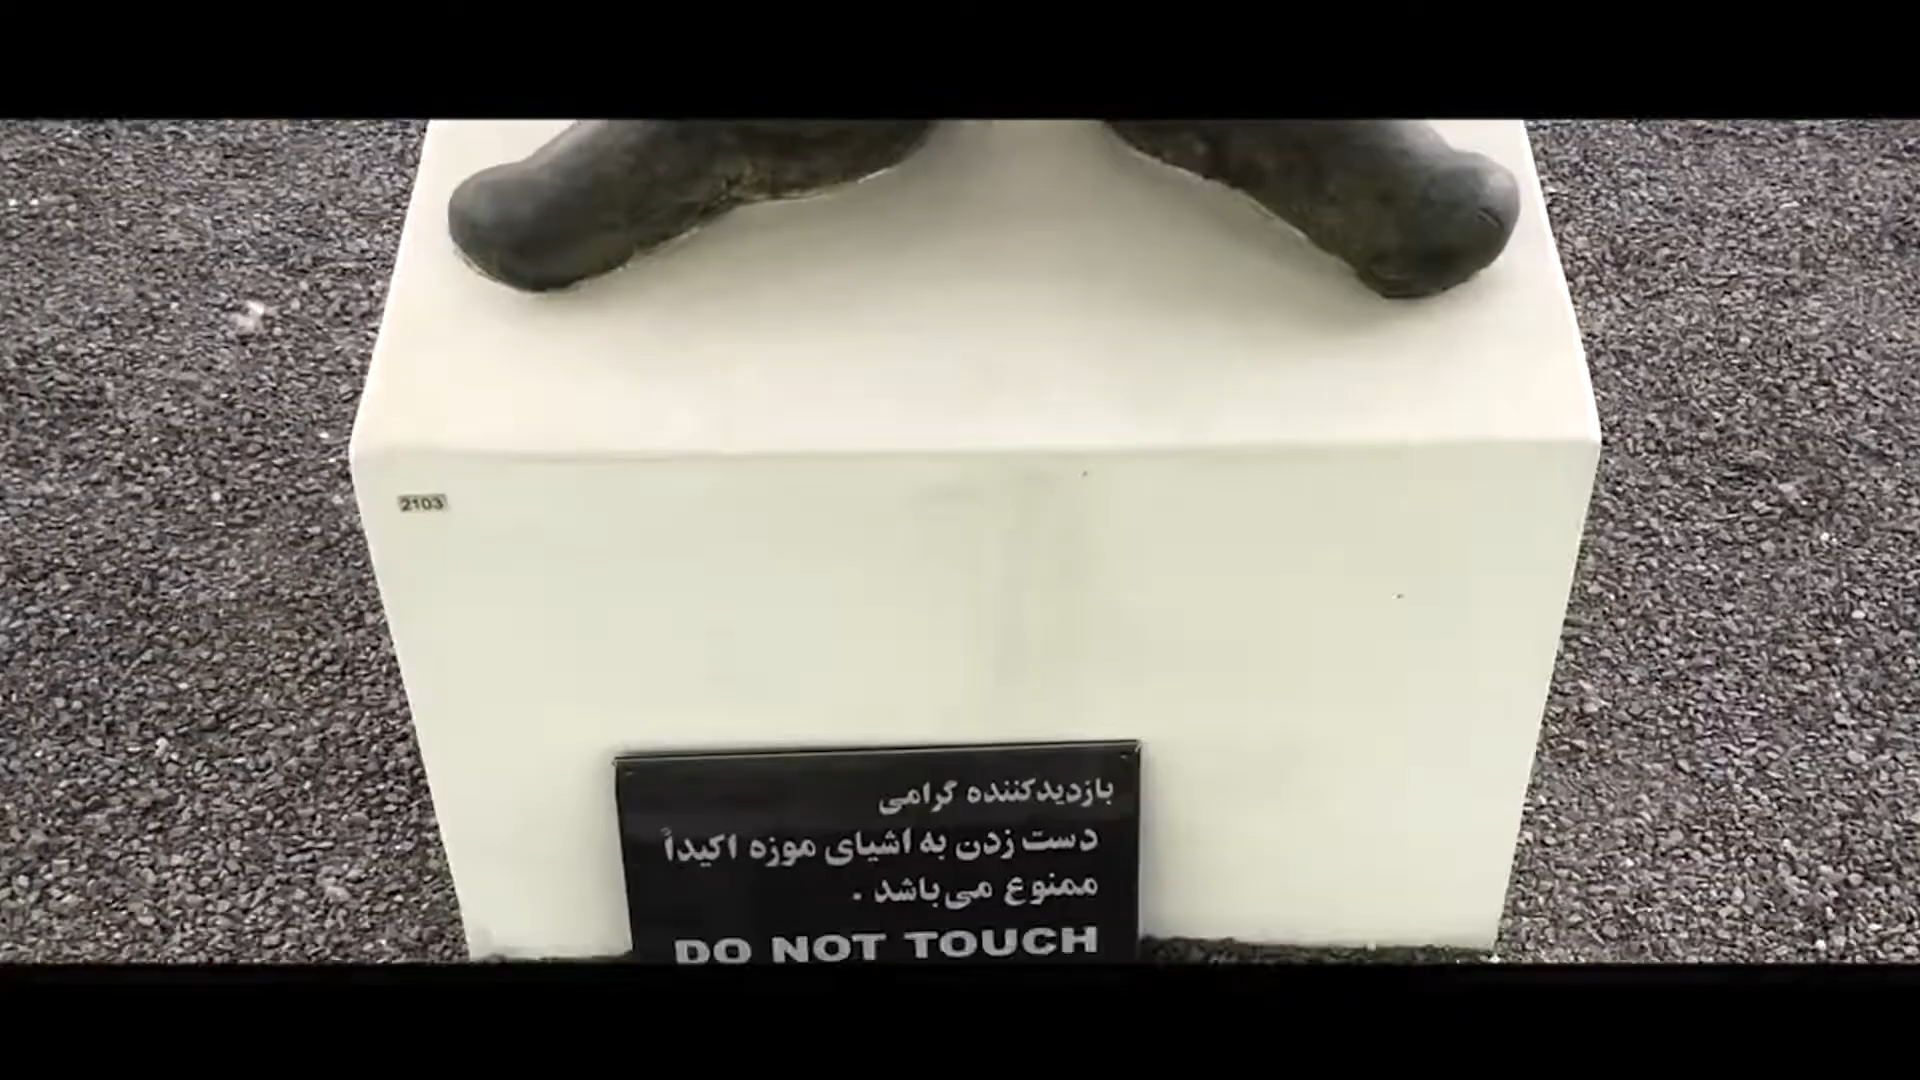 2103
بازدیدکننده گرامی
دست زدن به اشیای موزه اکیداً
ممنوع می‌باشد .
DO NOT TOUCH